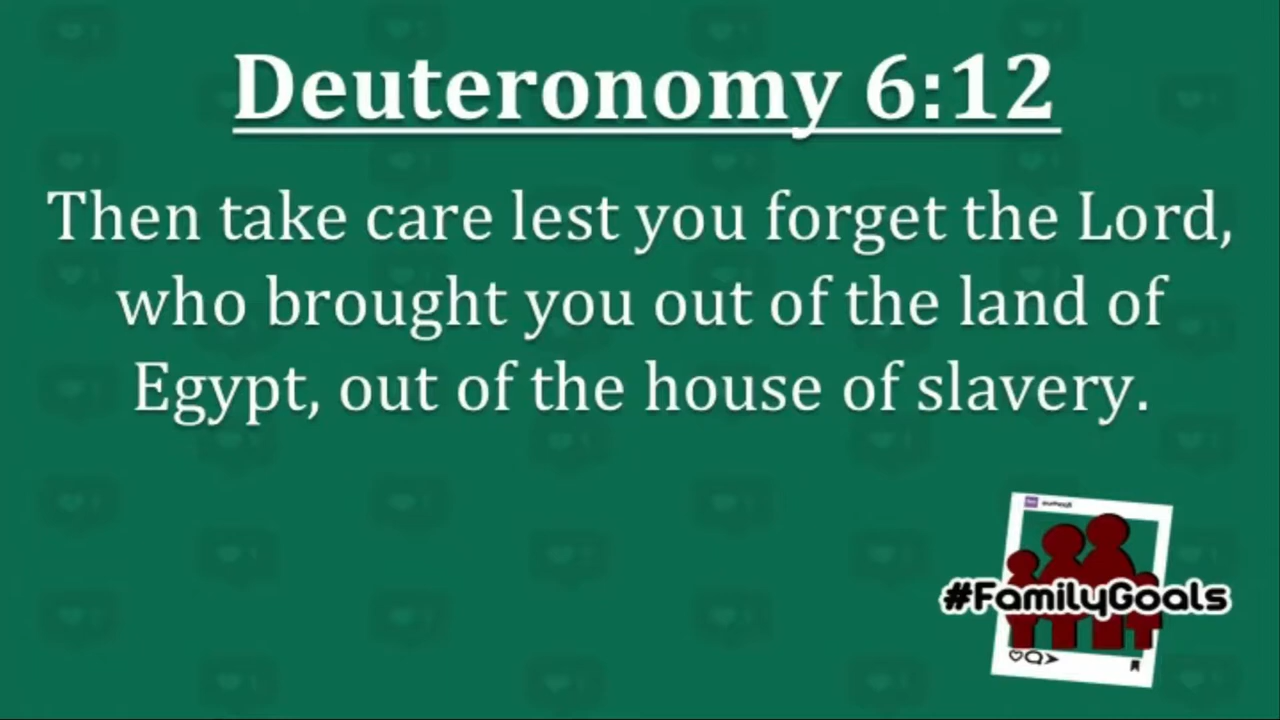 Deuteronomy 6:12
Then take care lest you forget the Lord,
who brought you out of the land of
Egypt, out of the house of slavery.
#FamilyGoals